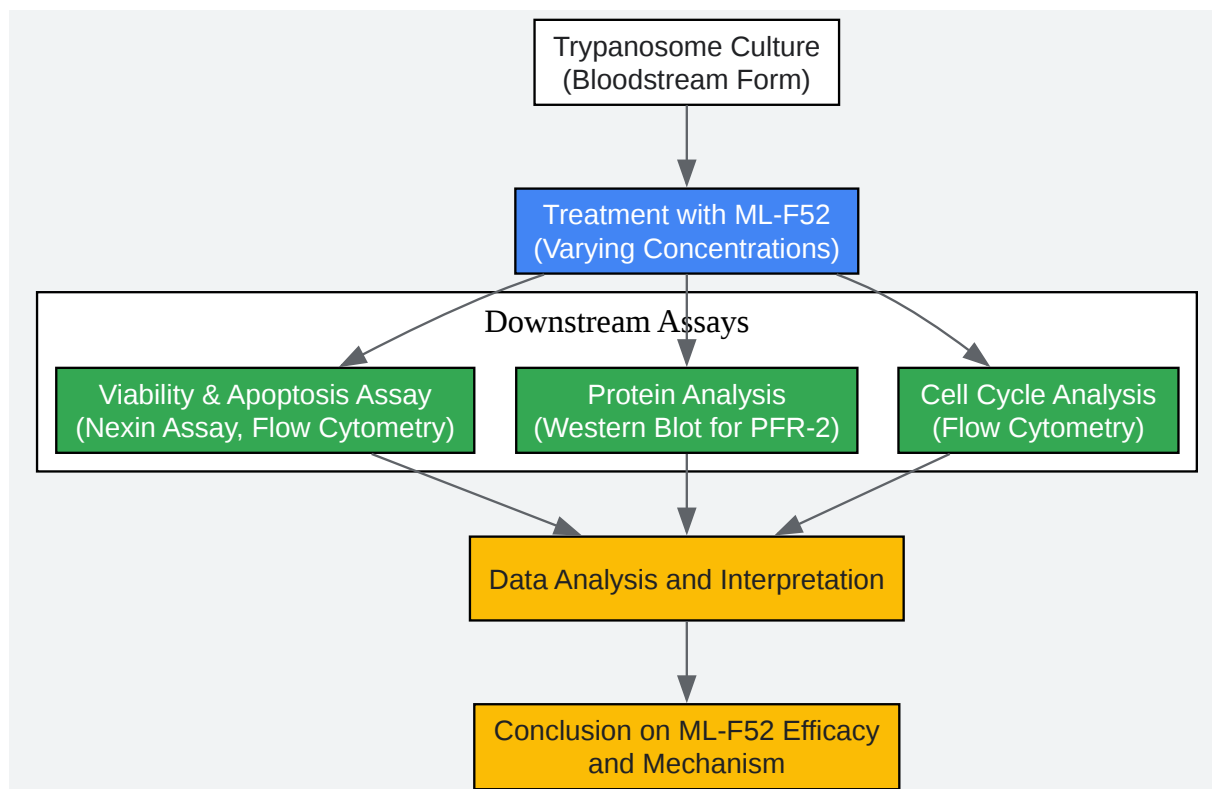 Trypanosome Culture
(Bloodstream Form)
Treatment with ML-F52
(Varying Concentrations)
Downstream Assays
Viability & Apoptosis Assay
(Nexin Assay, Flow Cytometry)
Protein Analysis
(Western Blot for PFR-2)
Cell Cycle Analysis
(Flow Cytometry)
Data Analysis and Interpretation
Conclusion on ML-F52 Efficacy
and Mechanism